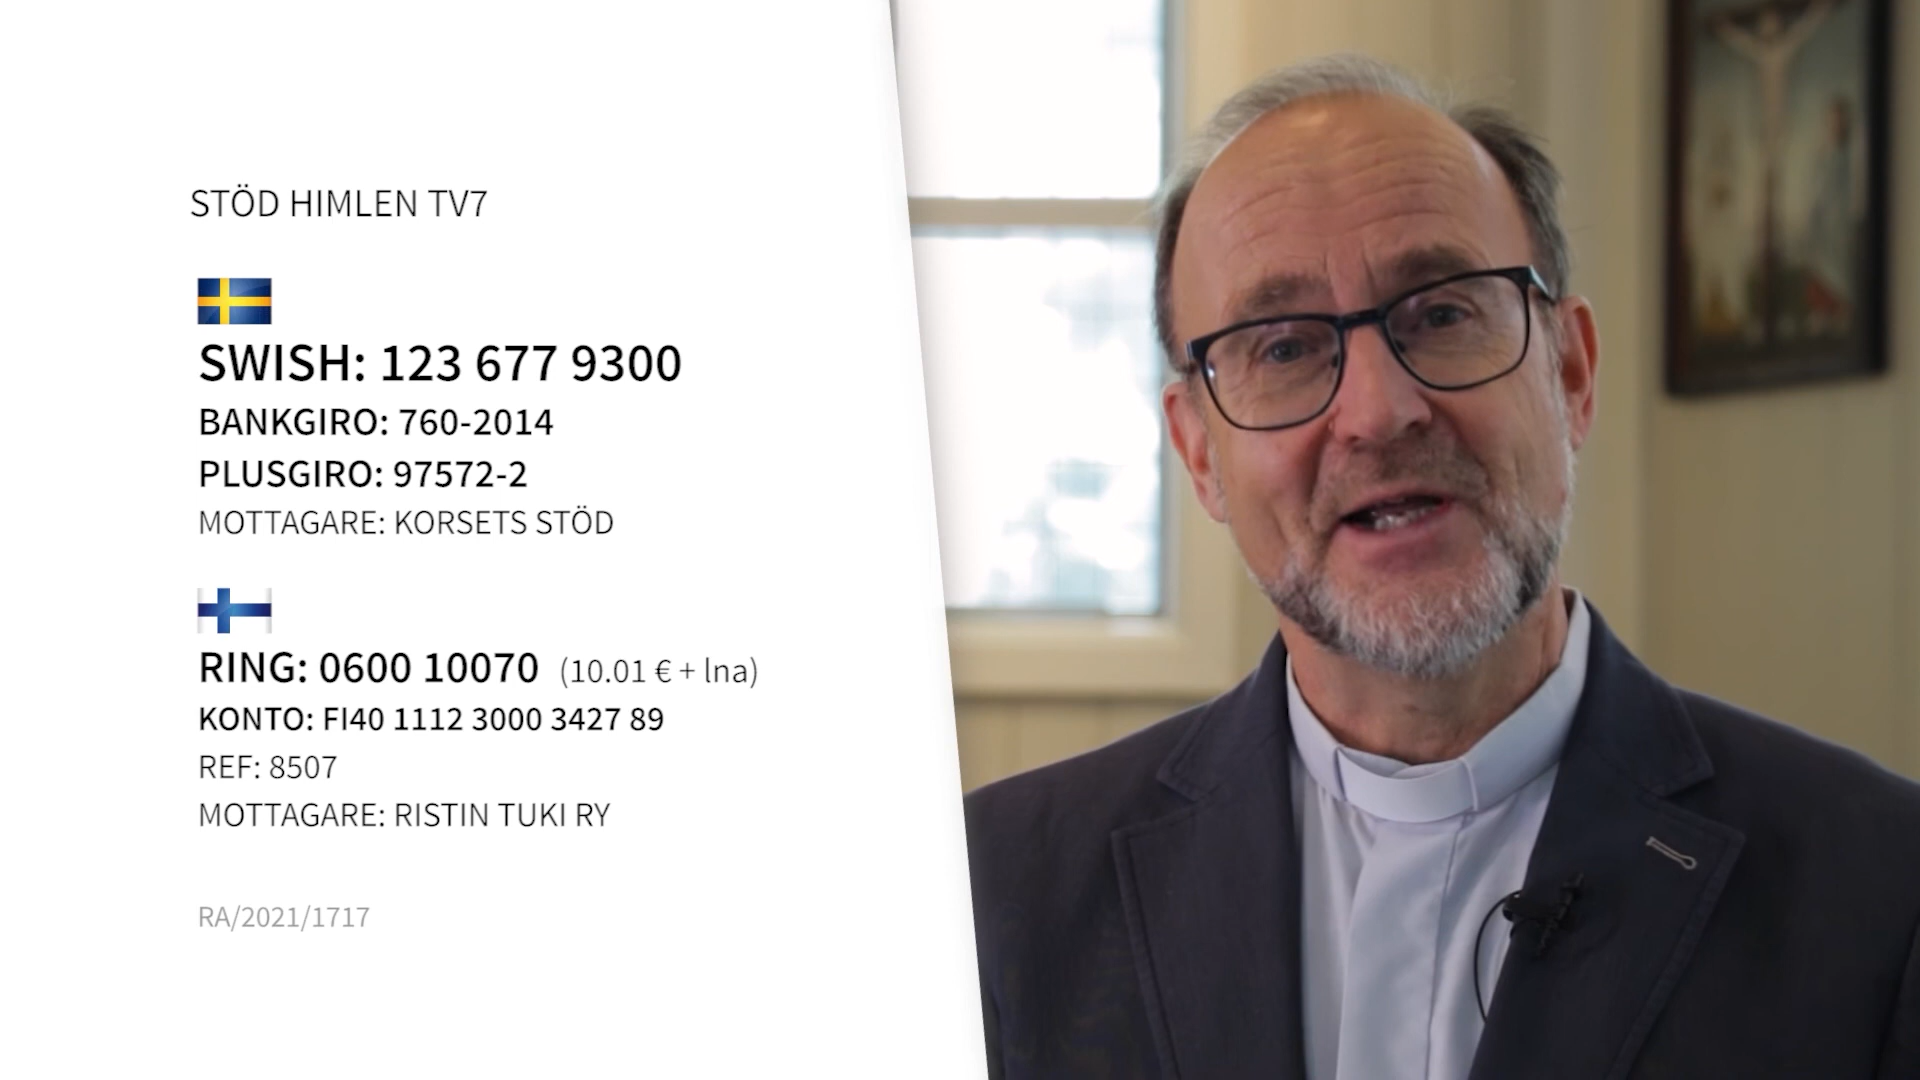 STÖD HIMLEN TV7
SWISH: 123 677 9300
BANKGIRO: 760-2014
PLUSGIRO: 97572-2
MOTTAGARE: KORSETS STÖD
RING: 0600 10070 (10.01 € + lna)
KONTO: FI40 1112 3000 3427 89
REF: 8507
MOTTAGARE: RISTIN TUKI RY
RA/2021/1717